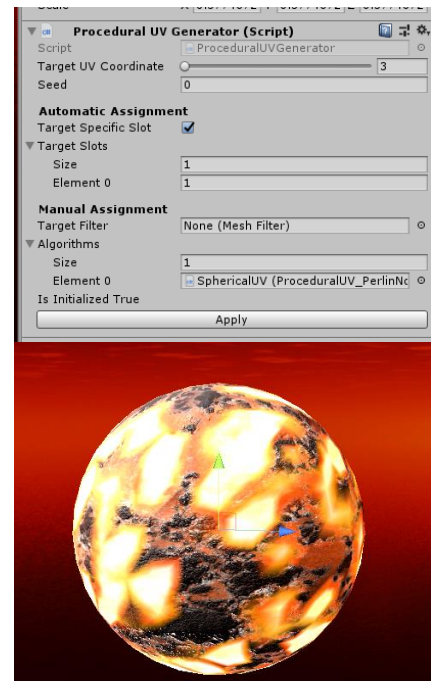 Procedural UV Generator (Script)
Script ProceduralUVGenerator
Target UV Coordinate 3
Seed 0
Automatic Assignment
Target Specific Slot
Target Slots
Size 1
Element 0 1
Manual Assignment
Target Filter None (Mesh Filter)
Algorithms
Size 1
Element 0 SphericalUV (ProceduralUV_PerlinNo
Is Initialized True
Apply